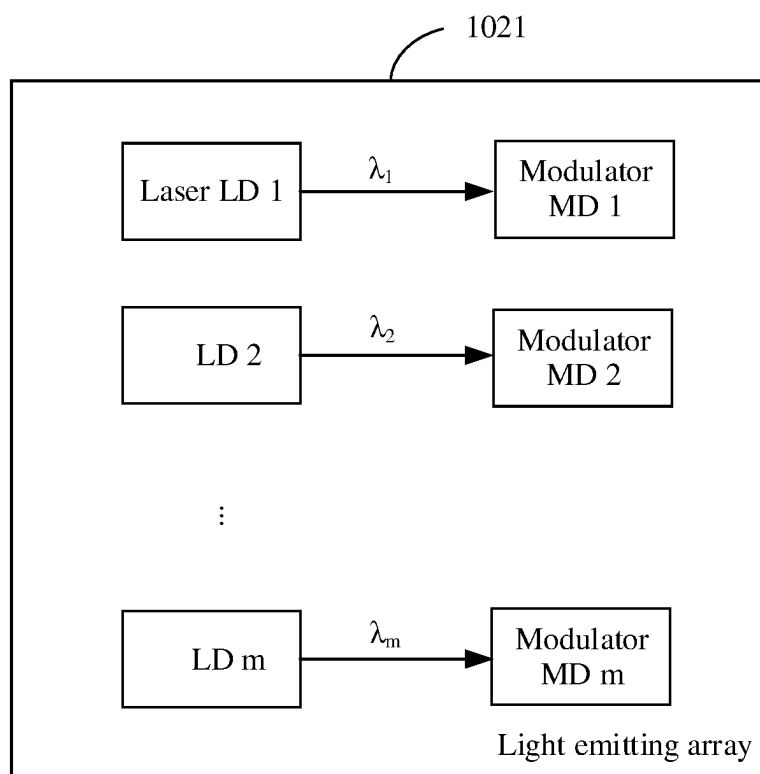 1021
Laser LD 1
λ1
Modulator
MD 1
LD 2
λ2
Modulator
MD 2
⋮
LD m
λm
Modulator
MD m
Light emitting array